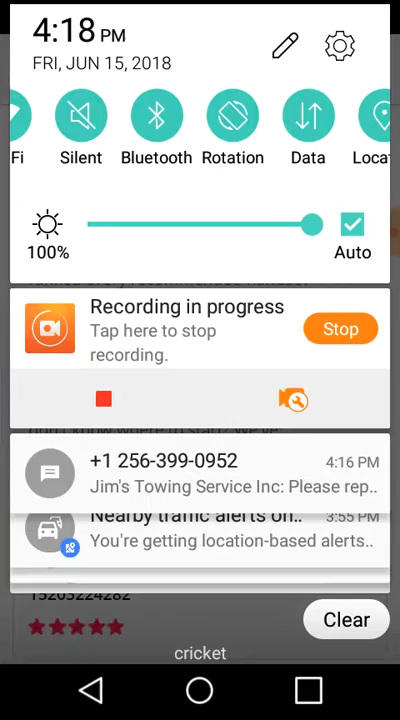 4:18 PM
FRI, JUN 15, 2018
Fi Silent Bluetooth Rotation Data Locat
100% Auto
Recording in progress
Tap here to stop
recording.
Stop
+1 256-399-0952 4:16 PM
Jim's Towing Service Inc: Please rep..
Nearby traffic alerts on.. 3:55 PM
You're getting location-based alerts..
15205224282
Clear
cricket